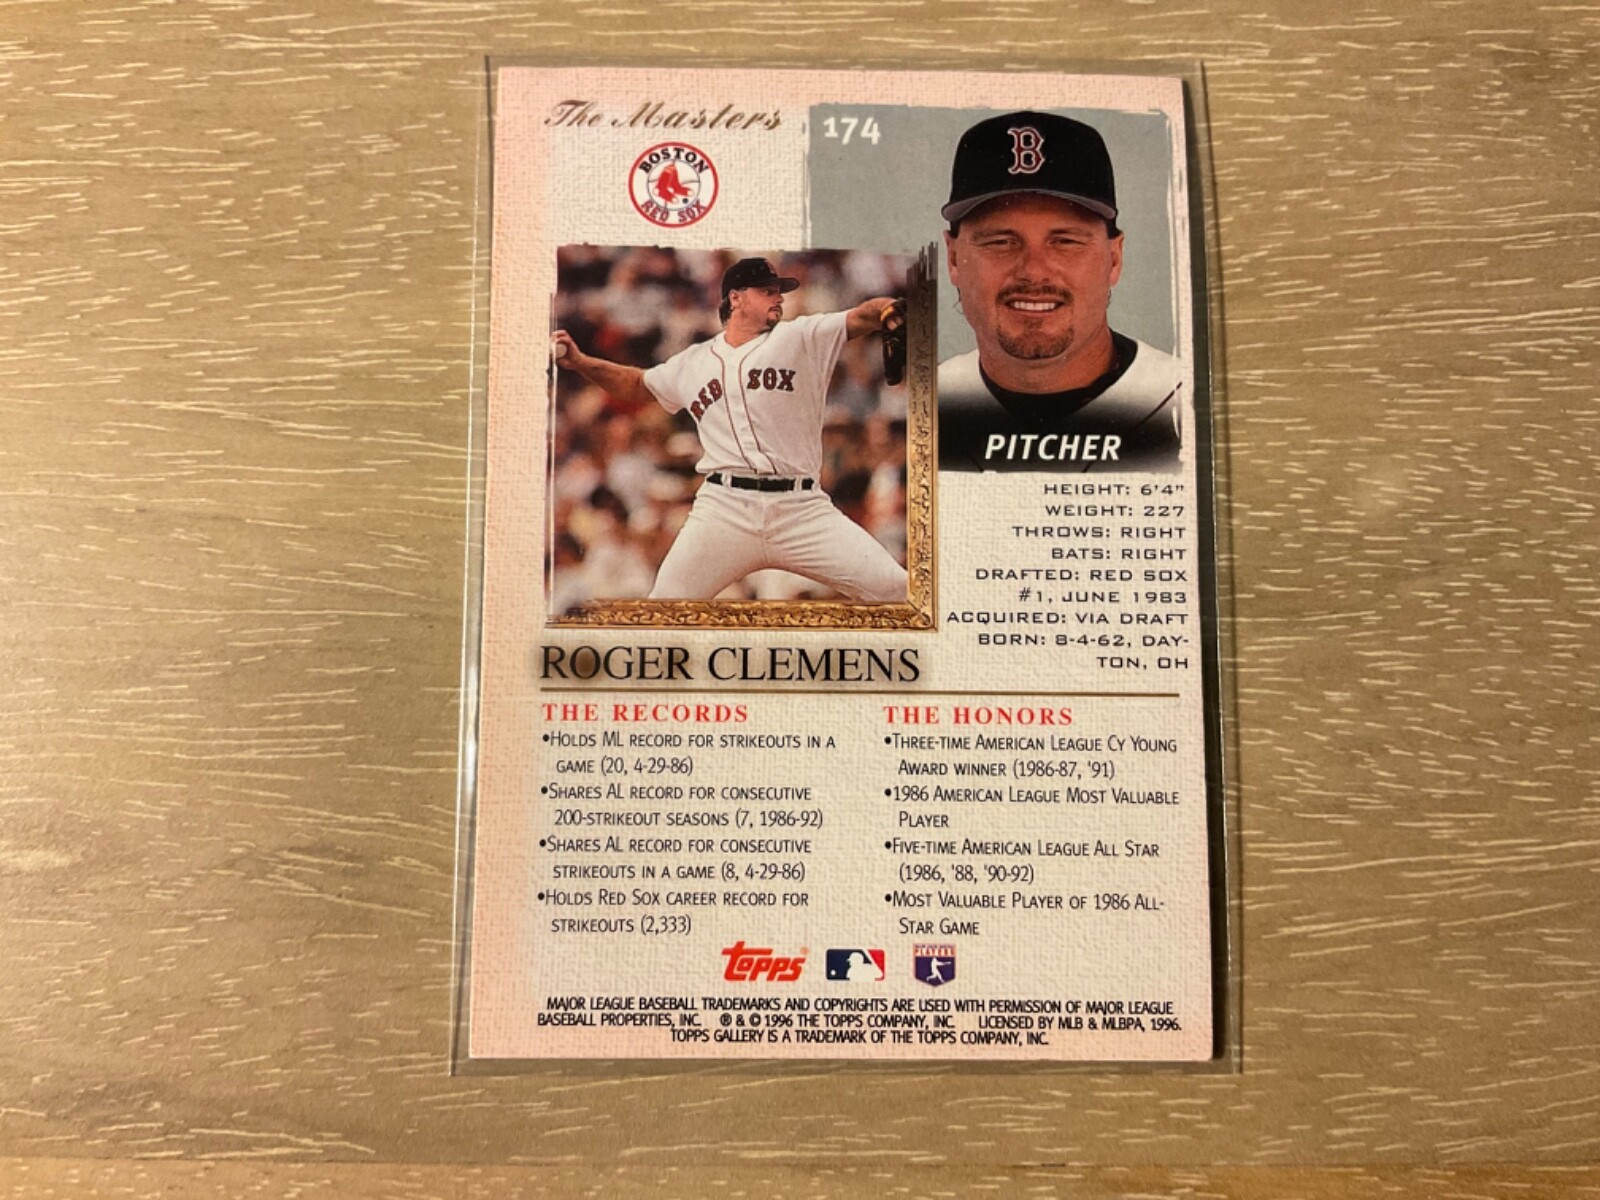 The Masters
174
BOSTON
RED SOX
B
RED SOX
PITCHER
HEIGHT: 6'4"
WEIGHT: 227
THROWS: RIGHT
BATS: RIGHT
DRAFTED: RED SOX
#1, JUNE 1983
ACQUIRED: VIA DRAFT
BORN: 8-4-62, DAY-
TON, OH
ROGER CLEMENS
THE RECORDS
•HOLDS ML RECORD FOR STRIKEOUTS IN A
GAME (20, 4-29-86)
•SHARES AL RECORD FOR CONSECUTIVE
200-STRIKEOUT SEASONS (7, 1986-92)
•SHARES AL RECORD FOR CONSECUTIVE
STRIKEOUTS IN A GAME (8, 4-29-86)
•HOLDS RED SOX CAREER RECORD FOR
STRIKEOUTS (2,333)
THE HONORS
•THREE-TIME AMERICAN LEAGUE CY YOUNG
AWARD WINNER (1986-87, '91)
•1986 AMERICAN LEAGUE MOST VALUABLE
PLAYER
•FIVE-TIME AMERICAN LEAGUE ALL STAR
(1986, '88, '90-92)
•MOST VALUABLE PLAYER OF 1986 ALL-
STAR GAME
Topps®
PLAYERS
MAJOR LEAGUE BASEBALL TRADEMARKS AND COPYRIGHTS ARE USED WITH PERMISSION OF MAJOR LEAGUE
BASEBALL PROPERTIES, INC. ® & © 1996 THE TOPPS COMPANY, INC. LICENSED BY MLB & MLBPA, 1996.
TOPPS GALLERY IS A TRADEMARK OF THE TOPPS COMPANY, INC.